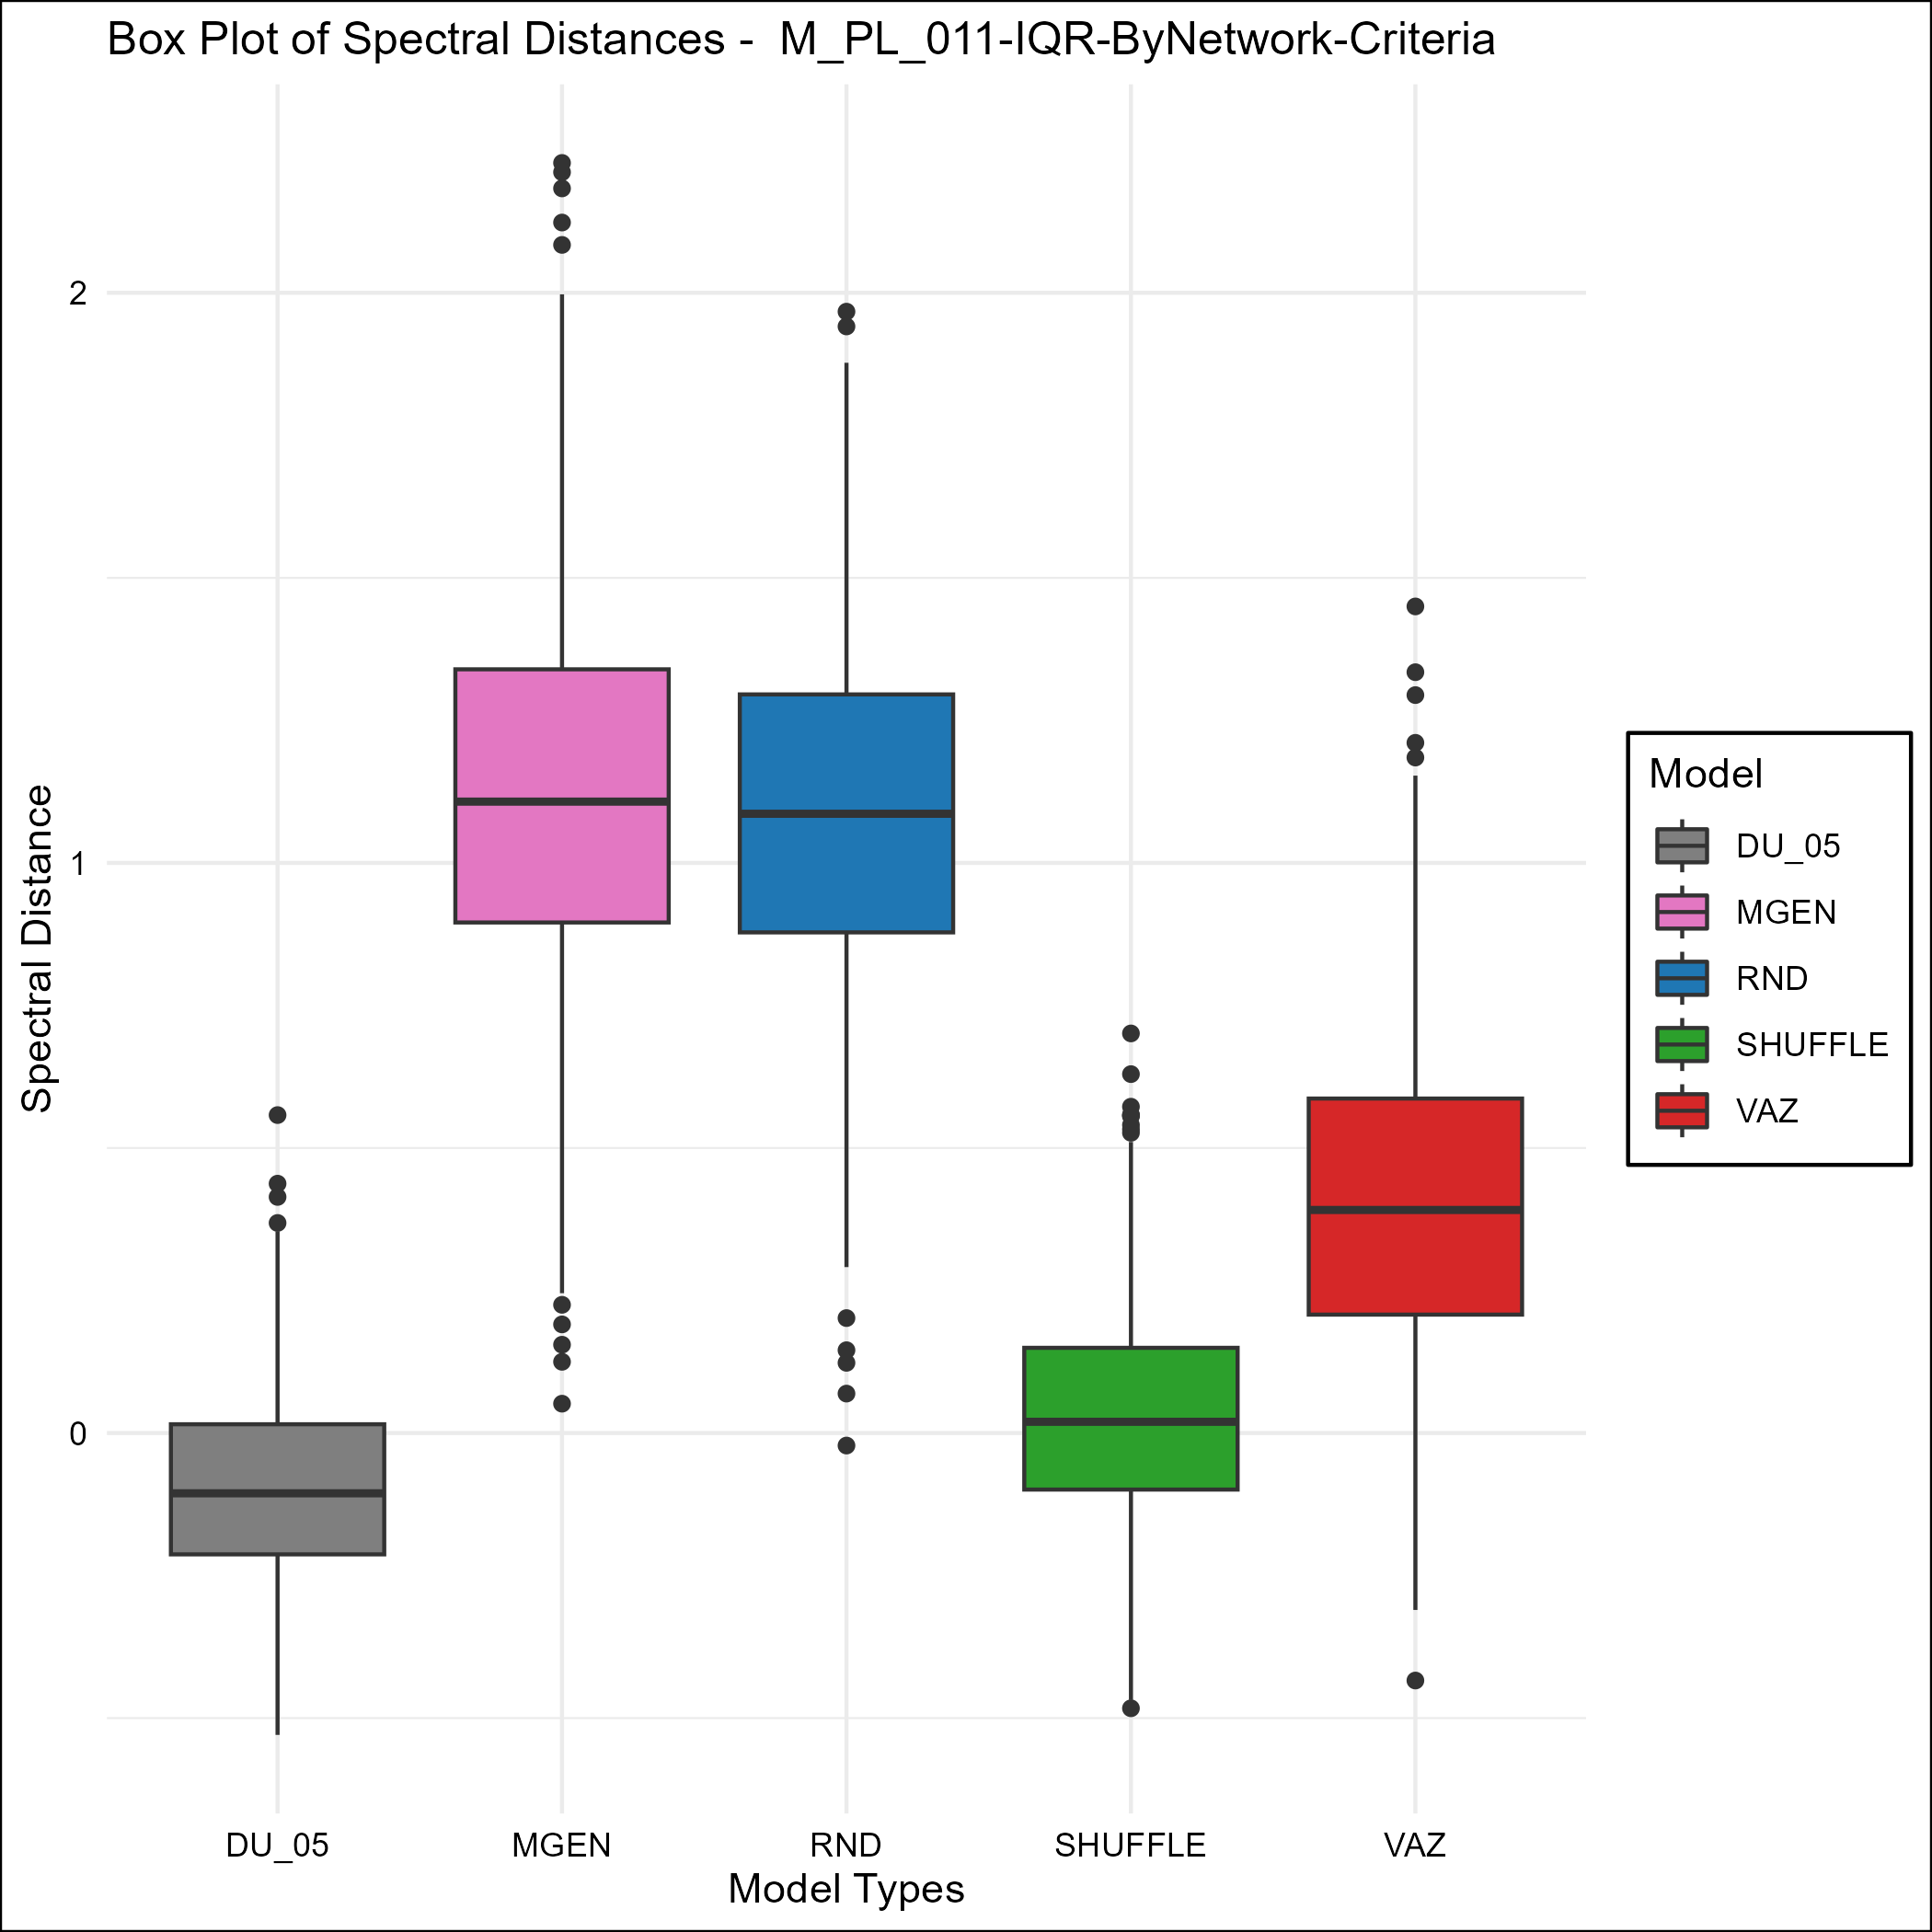 Box Plot of Spectral Distances -  M_PL_011-IQR-ByNetwork-Criteria
Spectral Distance
2
1
0
DU_05 MGEN RND SHUFFLE VAZ
Model Types
Model
DU_05
MGEN
RND
SHUFFLE
VAZ